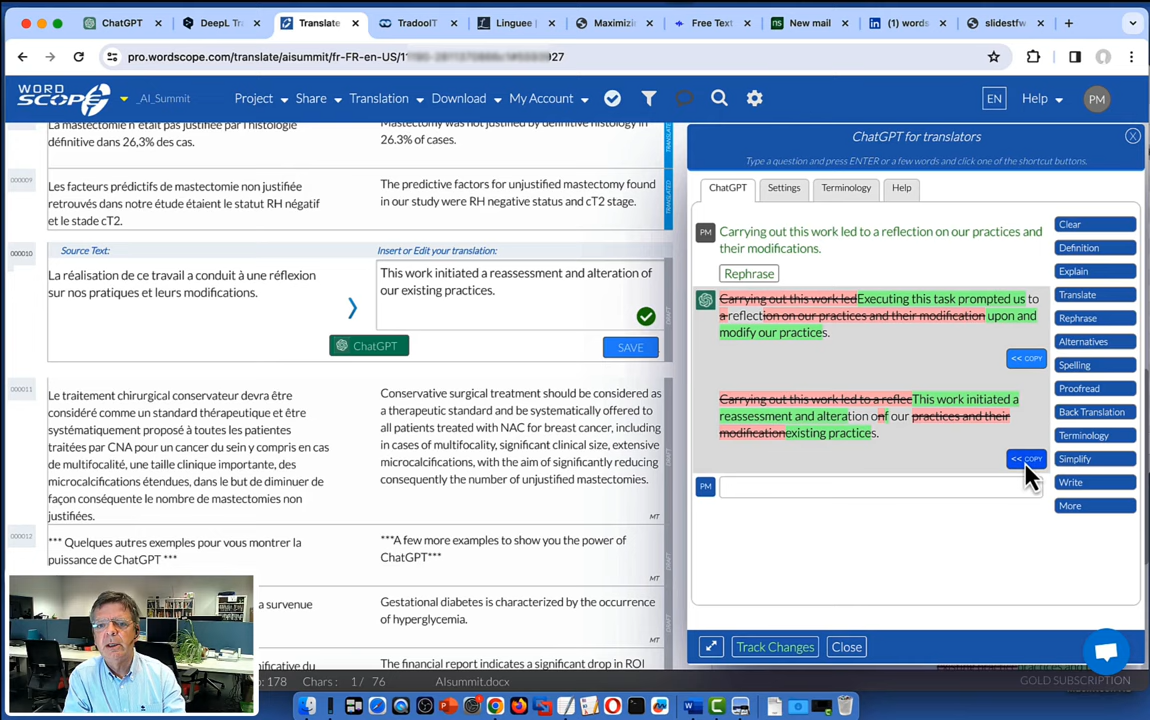 ChatGPT
DeepL Tra
Translate
TradooIT
Linguee |
Maximizi
Free Text
New mail
(1) words
slidestfw
pro.wordscope.com/translate/aisummit/fr-FR-en-US/1
27
WORD
SCOPE
_AI_Summit
Project
Share
Translation
Download
My Account
EN
Help
PM
La mastectomie n'était pas justifiée par l'histologie
définitive dans 26,3% des cas.
Mastectomy was not justified by definitive histology in
26.3% of cases.
TRANSLATED
000009
Les facteurs prédictifs de mastectomie non justifiée
retrouvés dans notre étude étaient le statut RH négatif
et le stade cT2.
The predictive factors for unjustified mastectomy found
in our study were RH negative status and cT2 stage.
TRANSLATED
000010
Source Text:
Insert or Edit your translation:
La réalisation de ce travail a conduit à une réflexion
sur nos pratiques et leurs modifications.
This work initiated a reassessment and alteration of
our existing practices.
DRAFT
ChatGPT
SAVE
000011
Le traitement chirurgical conservateur devra être
considéré comme un standard thérapeutique et être
systématiquement proposé à toutes les patientes
traitées par CNA pour un cancer du sein y compris en cas
de multifocalité, une taille clinique importante, des
microcalcifications étendues, dans le but de diminuer de
façon conséquente le nombre de mastectomies non
justifiées.
Conservative surgical treatment should be considered as
a therapeutic standard and be systematically offered to
all patients treated with NAC for breast cancer, including
in cases of multifocality, significant clinical size, extensive
microcalcifications, with the aim of significantly reducing
consequently the number of unjustified mastectomies.
MT
DRAFT
000012
*** Quelques autres exemples pour vous montrer la
puissance de ChatGPT ***
***A few more examples to show you the power of
ChatGPT***
MT
DRAFT
a survenue
Gestational diabetes is characterized by the occurrence
of hyperglycemia.
MT
DRAFT
nificative du
The financial report indicates a significant drop in ROI
ChatGPT for translators
Type a question and press ENTER or a few words and click one of the shortcut buttons.
ChatGPT
Settings
Terminology
Help
PM
Carrying out this work led to a reflection on our practices and
their modifications.
Rephrase
Carrying out this work ledExecuting this task prompted us to
a reflection on our practices and their modification upon and
modify our practices.
<< COPY
Carrying out this work led to a reflecThis work initiated a
reassessment and alteration onf our practices and their
modificationexisting practices.
<< COPY
PM
Clear
Definition
Explain
Translate
Rephrase
Alternatives
Spelling
Proofread
Back Translation
Terminology
Simplify
Write
More
Track Changes
Close
: 178
Chars : 1 / 76
AIsummit.docx
GOLD SUBSCRIPTION